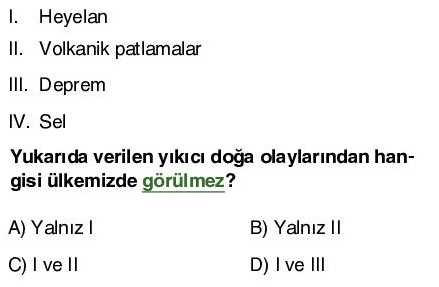 I. Heyelan
II. Volkanik patlamalar
III. Deprem
IV. Sel
Yukarıda verilen yıkıcı doğa olaylarından han-
gisi ülkemizde görülmez?
A) Yalnız I B) Yalnız II
C) I ve II D) I ve III